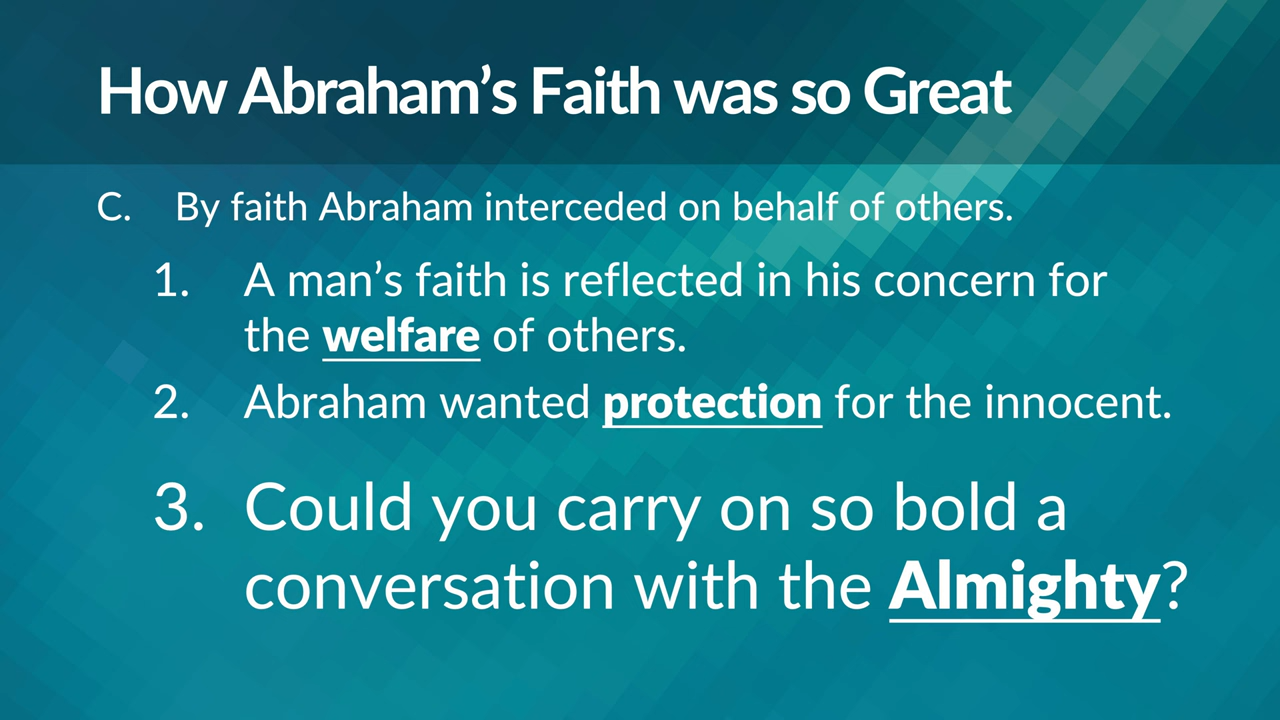 How Abraham’s Faith was so Great
C. By faith Abraham interceded on behalf of others.
1. A man’s faith is reflected in his concern for
the welfare of others.
2. Abraham wanted protection for the innocent.
3. Could you carry on so bold a
conversation with the Almighty?